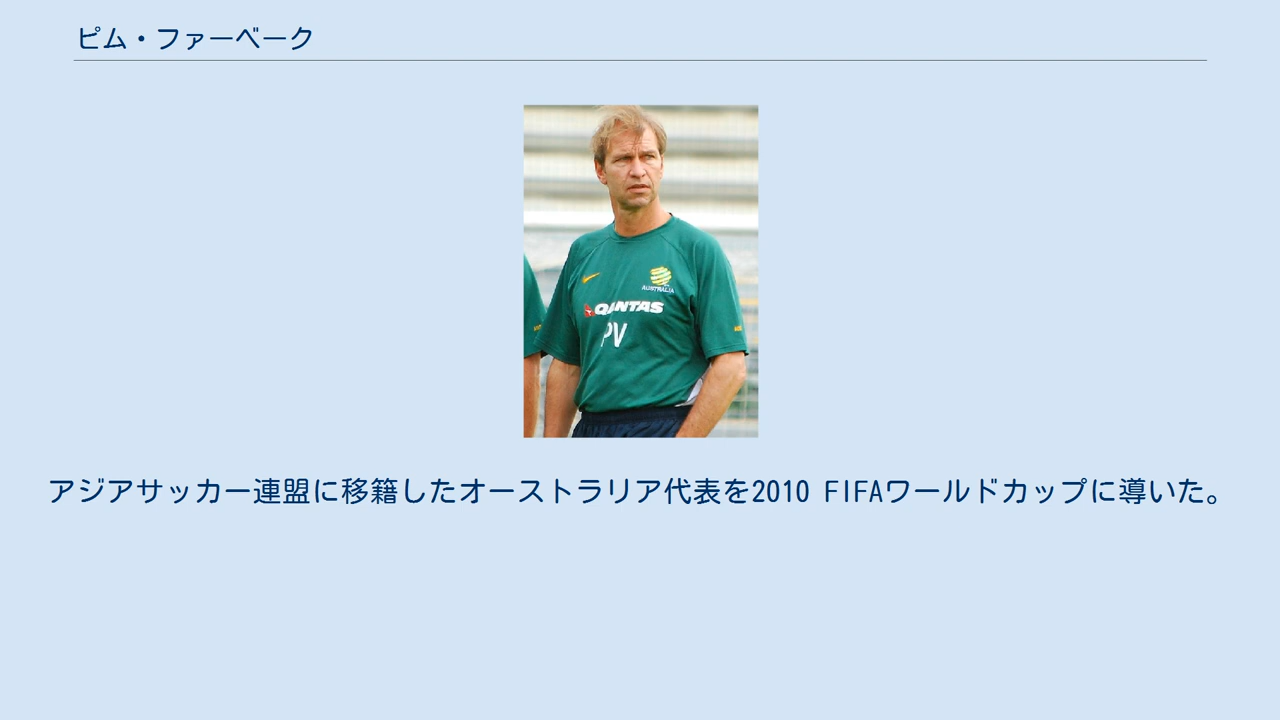 ピム・ファーベーク
AUSTRALIA
QANTAS
PV
アジアサッカー連盟に移籍したオーストラリア代表を2010 FIFAワールドカップに導いた。